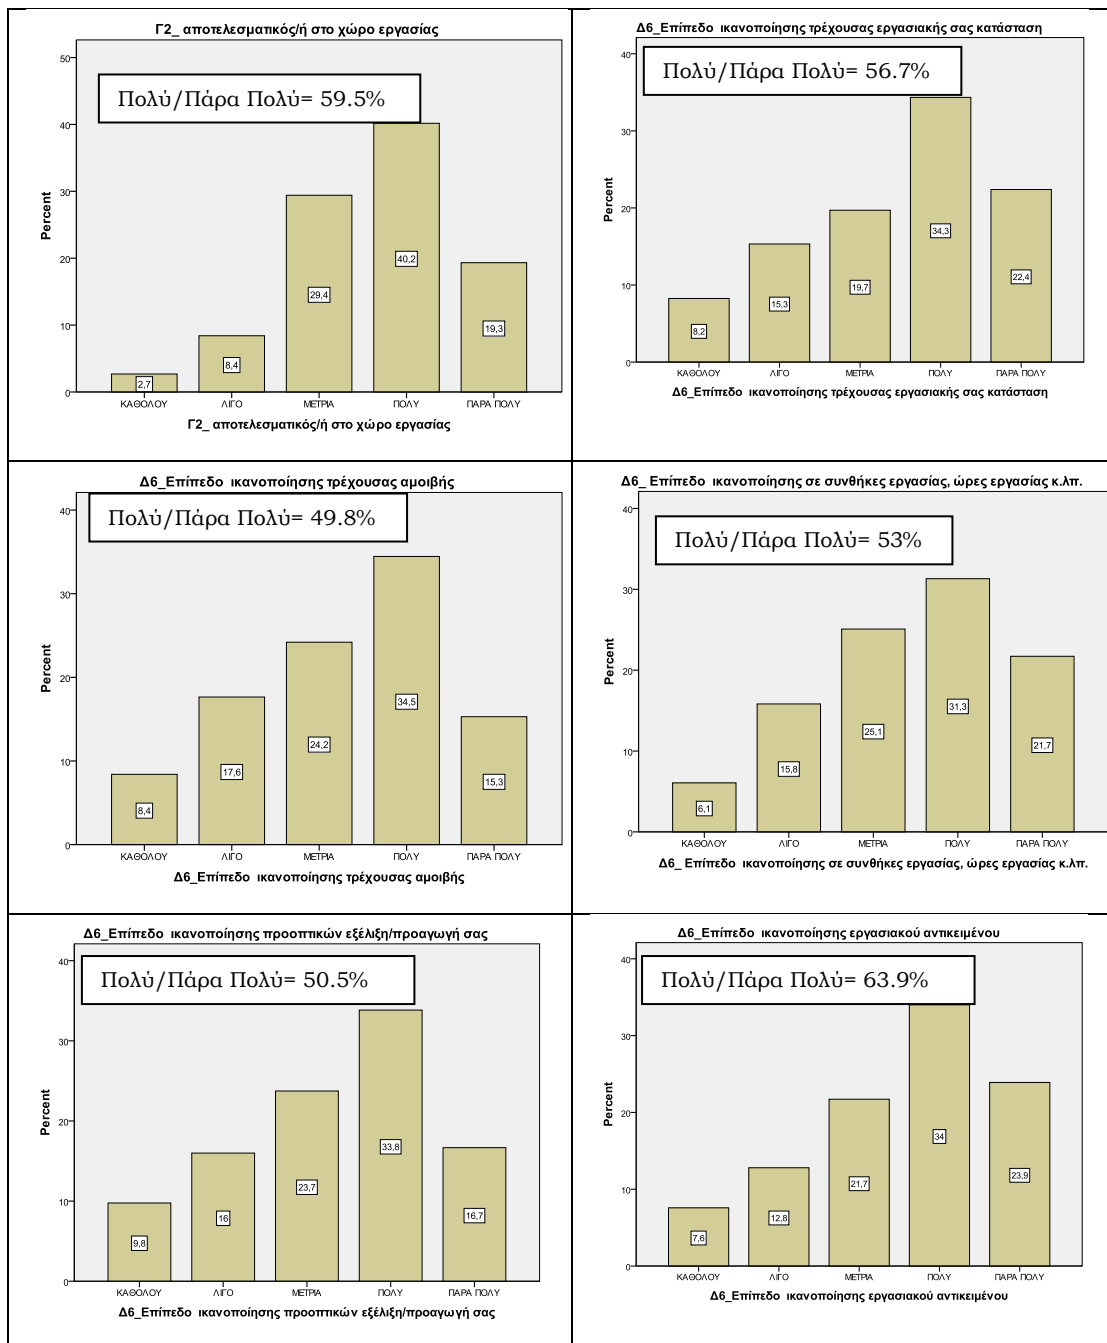 Γ2_ αποτελεσματικός/ή στο χώρο εργασίας
Πολύ/Πάρα Πολύ= 59.5%
Percent
50
40
30
20
10
0
2,7
8,4
29,4
40,2
19,3
ΚΑΘΟΛΟΥ ΛΙΓΟ ΜΕΤΡΙΑ ΠΟΛΥ ΠΑΡΑ ΠΟΛΥ
Γ2_ αποτελεσματικός/ή στο χώρο εργασίας
Δ6_Επίπεδο ικανοποίησης τρέχουσας εργασιακής σας κατάσταση
Πολύ/Πάρα Πολύ= 56.7%
Percent
40
30
20
10
0
8,2
15,3
19,7
34,3
22,4
ΚΑΘΟΛΟΥ ΛΙΓΟ ΜΕΤΡΙΑ ΠΟΛΥ ΠΑΡΑ ΠΟΛΥ
Δ6_Επίπεδο ικανοποίησης τρέχουσας εργασιακής σας κατάσταση
Δ6_Επίπεδο ικανοποίησης τρέχουσας αμοιβής
Πολύ/Πάρα Πολύ= 49.8%
Percent
40
30
20
10
0
8,4
17,6
24,2
34,5
15,3
ΚΑΘΟΛΟΥ ΛΙΓΟ ΜΕΤΡΙΑ ΠΟΛΥ ΠΑΡΑ ΠΟΛΥ
Δ6_Επίπεδο ικανοποίησης τρέχουσας αμοιβής
Δ6_ Επίπεδο ικανοποίησης σε συνθήκες εργασίας, ώρες εργασίας κ.λπ.
Πολύ/Πάρα Πολύ= 53%
Percent
40
30
20
10
0
6,1
15,8
25,1
31,3
21,7
ΚΑΘΟΛΟΥ ΛΙΓΟ ΜΕΤΡΙΑ ΠΟΛΥ ΠΑΡΑ ΠΟΛΥ
Δ6_ Επίπεδο ικανοποίησης σε συνθήκες εργασίας, ώρες εργασίας κ.λπ.
Δ6_Επίπεδο ικανοποίησης προοπτικών εξέλιξη/προαγωγή σας
Πολύ/Πάρα Πολύ= 50.5%
Percent
40
30
20
10
0
9,8
16
23,7
33,8
16,7
ΚΑΘΟΛΟΥ ΛΙΓΟ ΜΕΤΡΙΑ ΠΟΛΥ ΠΑΡΑ ΠΟΛΥ
Δ6_Επίπεδο ικανοποίησης προοπτικών εξέλιξη/προαγωγή σας
Δ6_Επίπεδο ικανοποίησης εργασιακού αντικειμένου
Πολύ/Πάρα Πολύ= 63.9%
Percent
40
30
20
10
0
7,6
12,8
21,7
34
23,9
ΚΑΘΟΛΟΥ ΛΙΓΟ ΜΕΤΡΙΑ ΠΟΛΥ ΠΑΡΑ ΠΟΛΥ
Δ6_Επίπεδο ικανοποίησης εργασιακού αντικειμένου